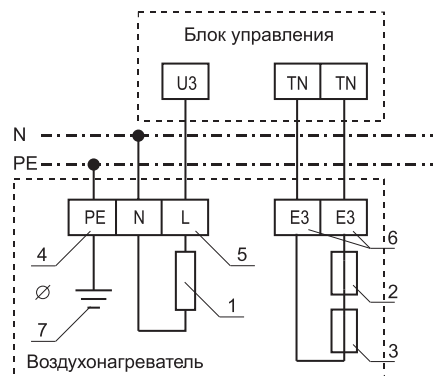 Блок управления
U3 TN TN
N
PE
PE N L E3 E3
4 5 6
1 2
7 3
Воздухонагреватель